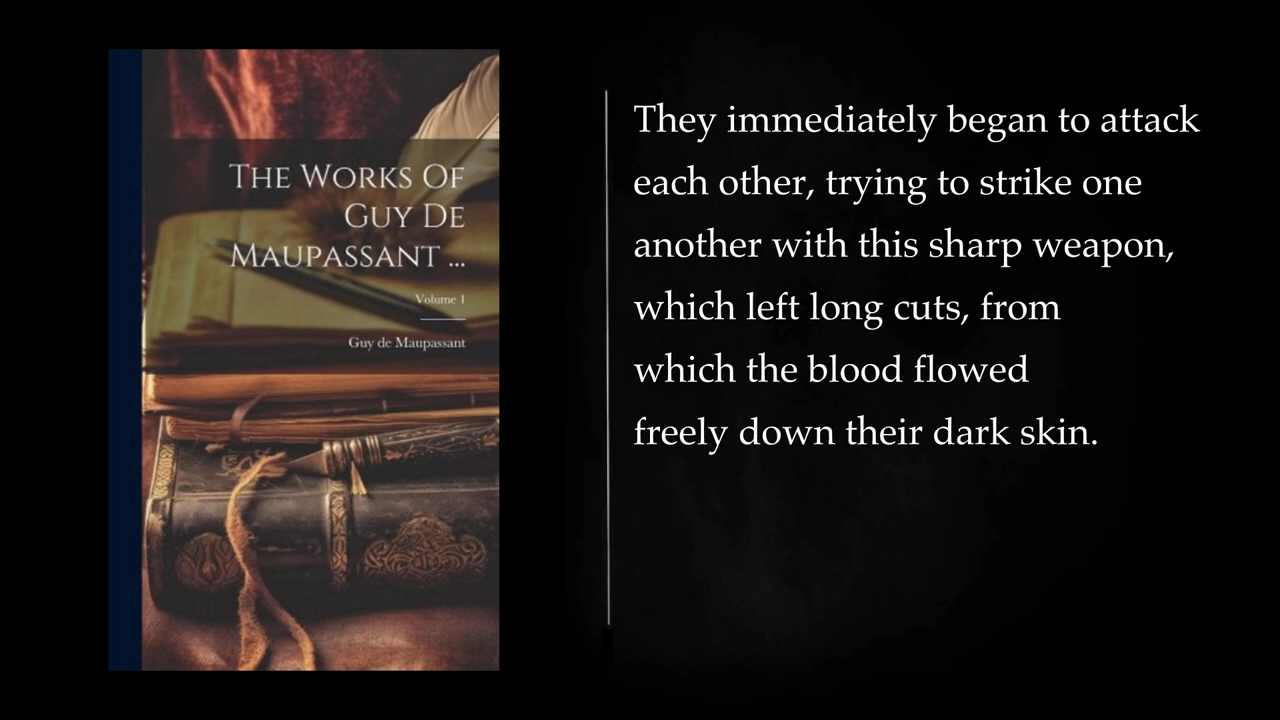 The Works Of
Guy De
Maupassant ...
Volume 1
Guy de Maupassant
They immediately began to attack
each other, trying to strike one
another with this sharp weapon,
which left long cuts, from
which the blood flowed
freely down their dark skin.